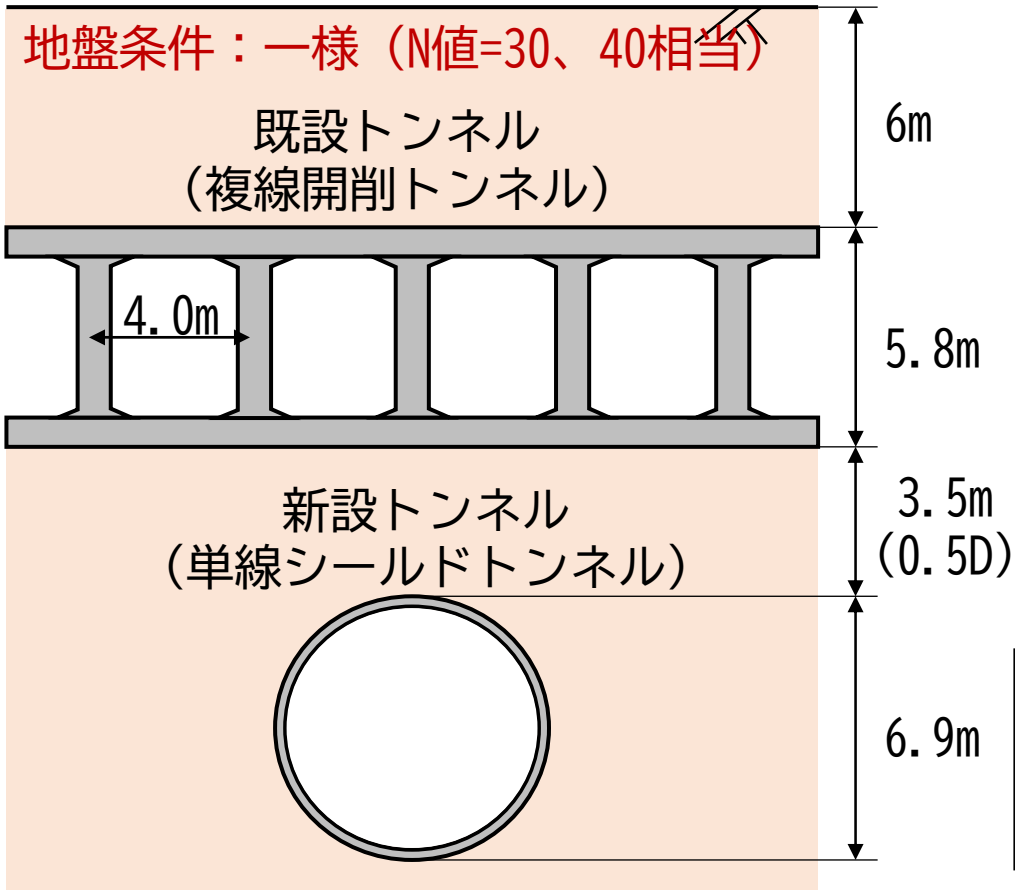 地盤条件：一様（N値=30、40相当）
6m
既設トンネル
（複線開削トンネル）
4.0m
5.8m
新設トンネル
（単線シールドトンネル）
3.5m
(0.5D)
6.9m